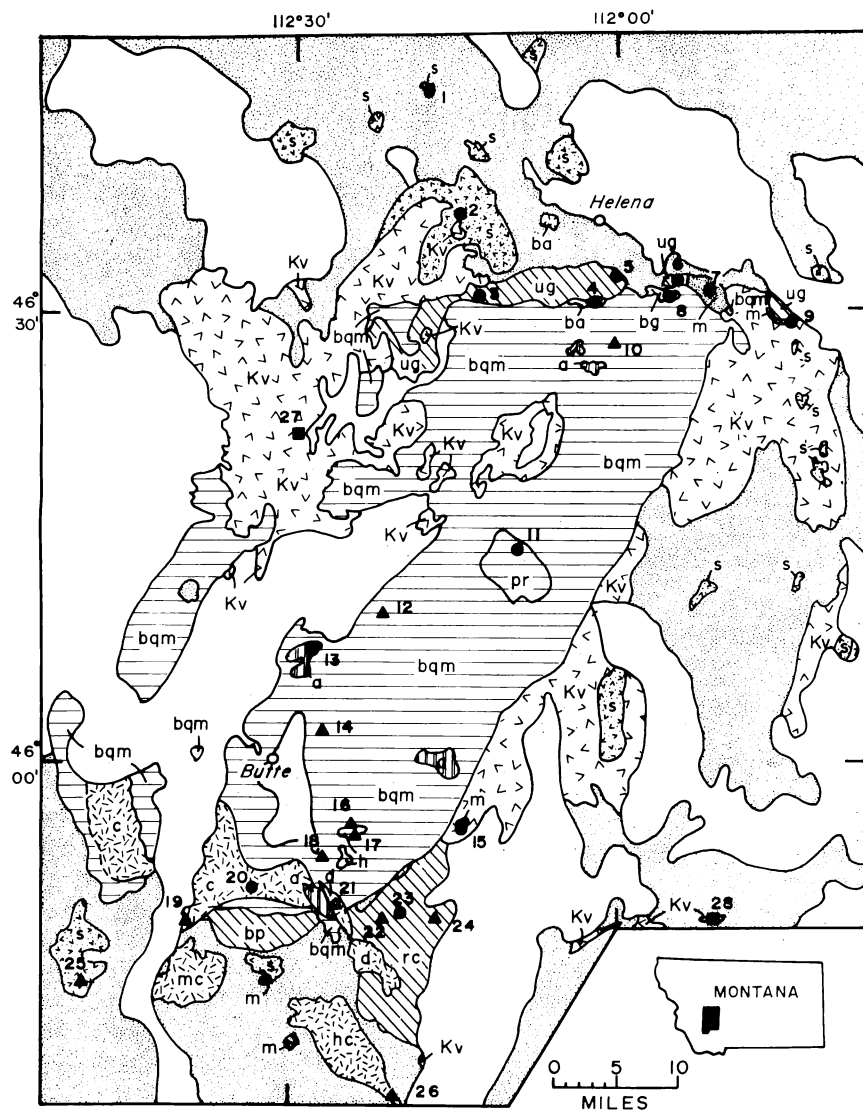 112°30' 112°00'
s
s
1
s
s
s
s
Helena
2
s
ba
ug
Kv
Kv
s
Kv
5
7
46°
30'
3
ug
4
8
bqm
ug
ba
bg
m
m
9
bqm
Kv
10
s
ug
bqm
a
Kv
s
27
Kv
Kv
Kv
Kv
s
bqm
bqm
Kv
Kv
11
s
s
Kv
pr
Kv
12
bqm
Kv
s
13
bqm
Kv
a
s
bqm
14
bqm
46°
00'
Butte
a
bqm
m
16
15
c
18
17
h
20
a
q
21
19
c
23
28
Kv
Kv
s
bp
22
24
bqm
25
s
d
rc
mc
m
MONTANA
m
hc
Kv
26
0 5 10
MILES